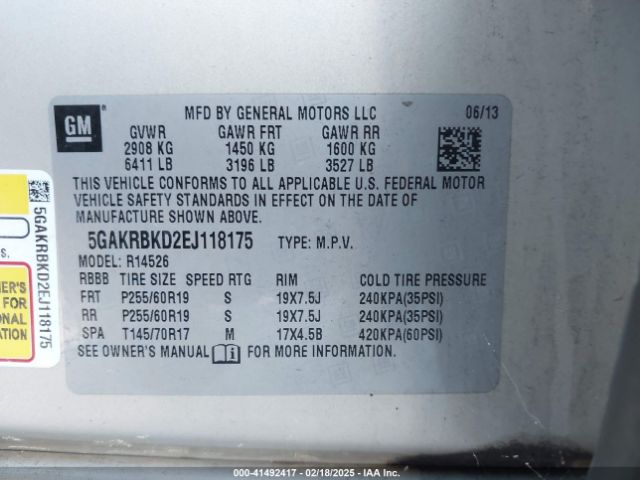 GM
MFD BY GENERAL MOTORS LLC 06/13
GVWR GAWR FRT GAWR RR
2908 KG 1450 KG 1600 KG
6411 LB 3196 LB 3527 LB
THIS VEHICLE CONFORMS TO ALL APPLICABLE U.S. FEDERAL MOTOR
VEHICLE SAFETY STANDARDS IN EFFECT ON THE DATE OF
MANUFACTURE SHOWN ABOVE.
5GAKRBKD2EJ118175 TYPE: M.P.V.
MODEL: R14526
RBBB TIRE SIZE SPEED RTG RIM COLD TIRE PRESSURE
FRT P255/60R19 S 19X7.5J 240KPA(35PSI)
RR P255/60R19 S 19X7.5J 240KPA(35PSI)
SPA T145/70R17 M 17X4.5B 420KPA(60PSI)
SEE OWNER'S MANUAL i FOR MORE INFORMATION.
5GAKRBKD2EJ118175
FOR
ONAL
ATION
000-41492417 - 02/18/2025 - IAA Inc.